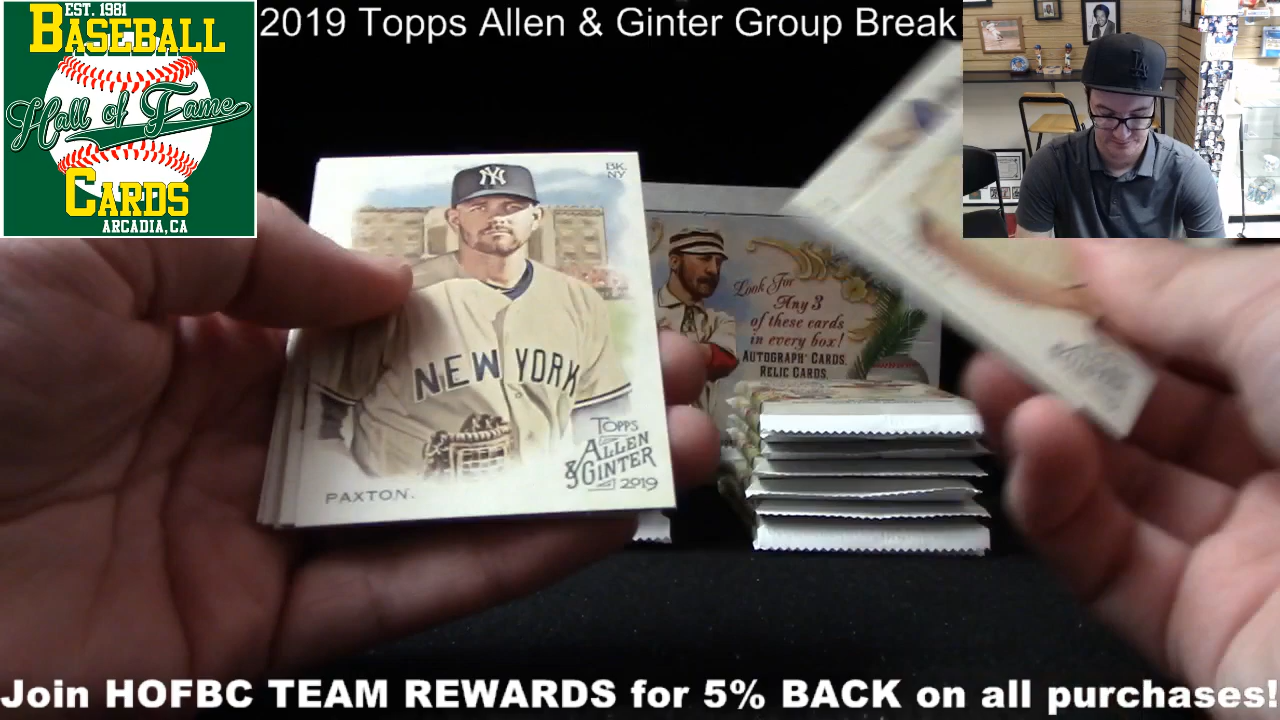 EST. 1981
BASEBALL
Hall of Fame
CARDS
ARCADIA, CA
2019 Topps Allen & Ginter Group Break
BK.
NY
NY
NEW YORK
TOPPS
ALLEN
& GINTER
2019
PAXTON.
Look For
Any 3
of these cards
in every box!
AUTOGRAPH CARDS.
RELIC CARDS.
LA
Join HOFBC TEAM REWARDS for 5% BACK on all purchases!